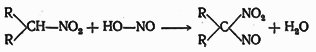 R NO₂
CH—NO₂ + HO—NO ⟶ C + H₂O
R R NO